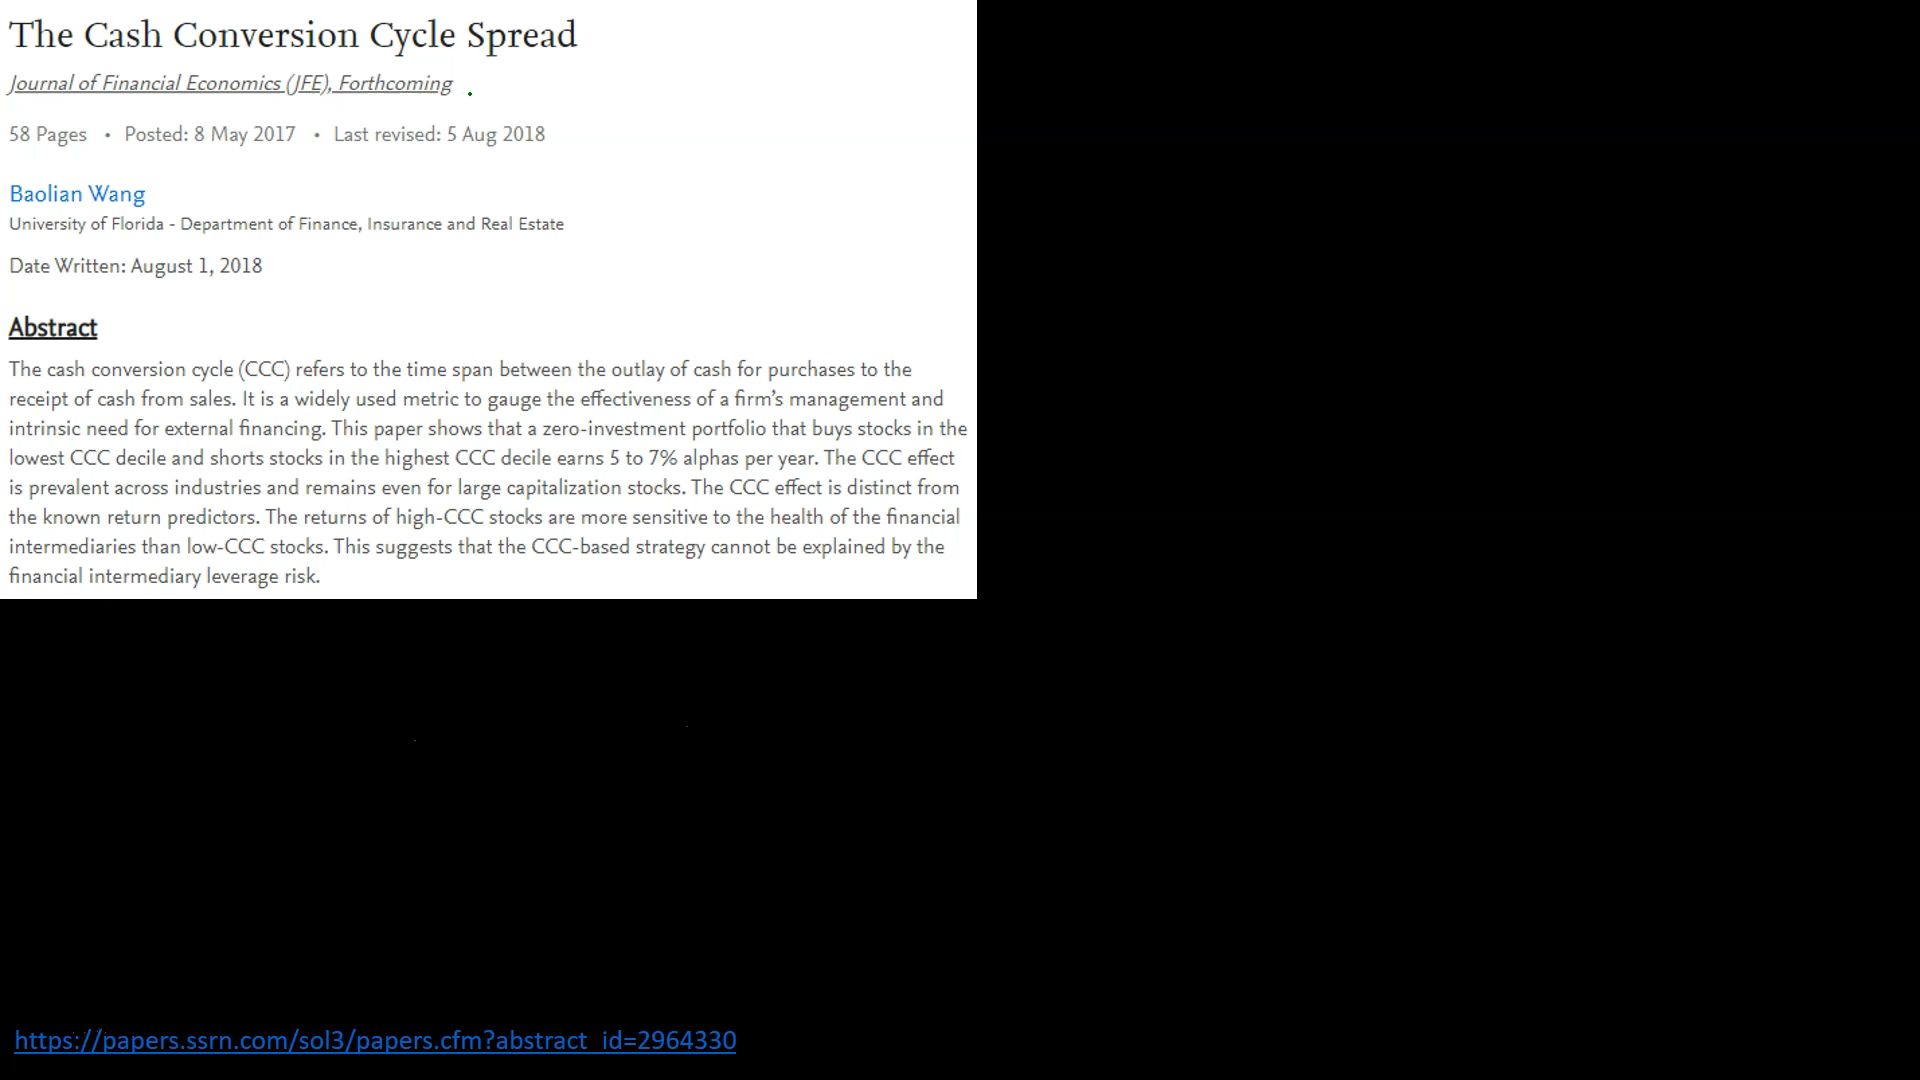 The Cash Conversion Cycle Spread
Journal of Financial Economics (JFE), Forthcoming
58 Pages • Posted: 8 May 2017 • Last revised: 5 Aug 2018
Baolian Wang
University of Florida - Department of Finance, Insurance and Real Estate
Date Written: August 1, 2018
Abstract
The cash conversion cycle (CCC) refers to the time span between the outlay of cash for purchases to the
receipt of cash from sales. It is a widely used metric to gauge the effectiveness of a firm’s management and
intrinsic need for external financing. This paper shows that a zero-investment portfolio that buys stocks in the
lowest CCC decile and shorts stocks in the highest CCC decile earns 5 to 7% alphas per year. The CCC effect
is prevalent across industries and remains even for large capitalization stocks. The CCC effect is distinct from
the known return predictors. The returns of high-CCC stocks are more sensitive to the health of the financial
intermediaries than low-CCC stocks. This suggests that the CCC-based strategy cannot be explained by the
financial intermediary leverage risk.
https://papers.ssrn.com/sol3/papers.cfm?abstract_id=2964330